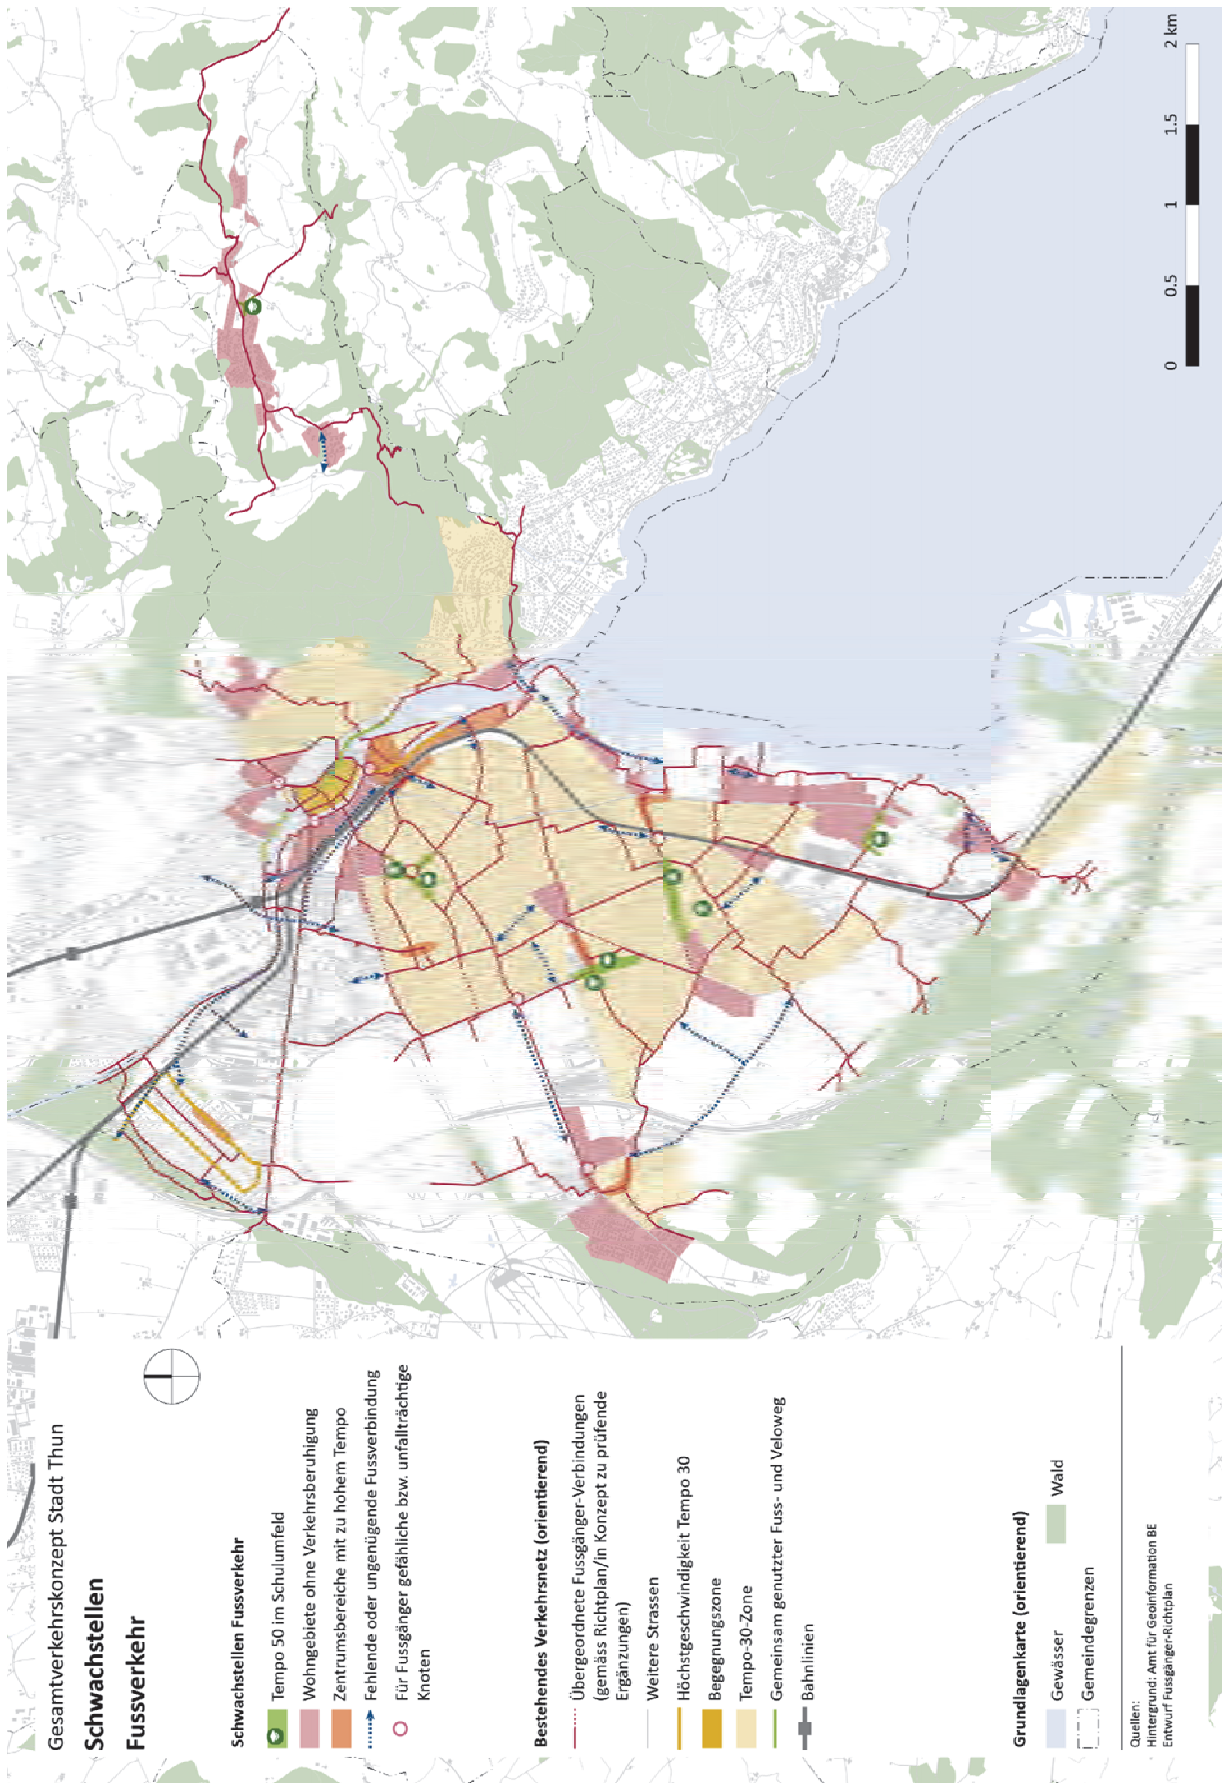 Gesamtverkehrskonzept Stadt Thun
Schwachstellen
Fussverkehr
Schwachstellen Fussverkehr
Tempo 50 im Schulumfeld
Wohngebiete ohne Verkehrsberuhigung
Zentrumsbereiche mit zu hohem Tempo
Fehlende oder ungenügende Fussverbindung
Für Fussgänger gefähliche bzw. unfallträchtige
Knoten
Bestehendes Verkehrsnetz (orientierend)
Übergeordnete Fussgänger-Verbindungen
(gemäss Richtplan/in Konzept zu prüfende
Ergänzungen)
Weitere Strassen
Höchstgeschwindigkeit Tempo 30
Begegnungszone
Tempo-30-Zone
Gemeinsam genutzter Fuss- und Veloweg
Bahnlinien
Grundlagenkarte (orientierend)
Gewässer
Wald
Gemeindegrenzen
Quellen:
Hintergrund: Amt für Geoinformation BE
Entwurf Fussgänger-Richtplan
0 0.5 1 1.5 2 km